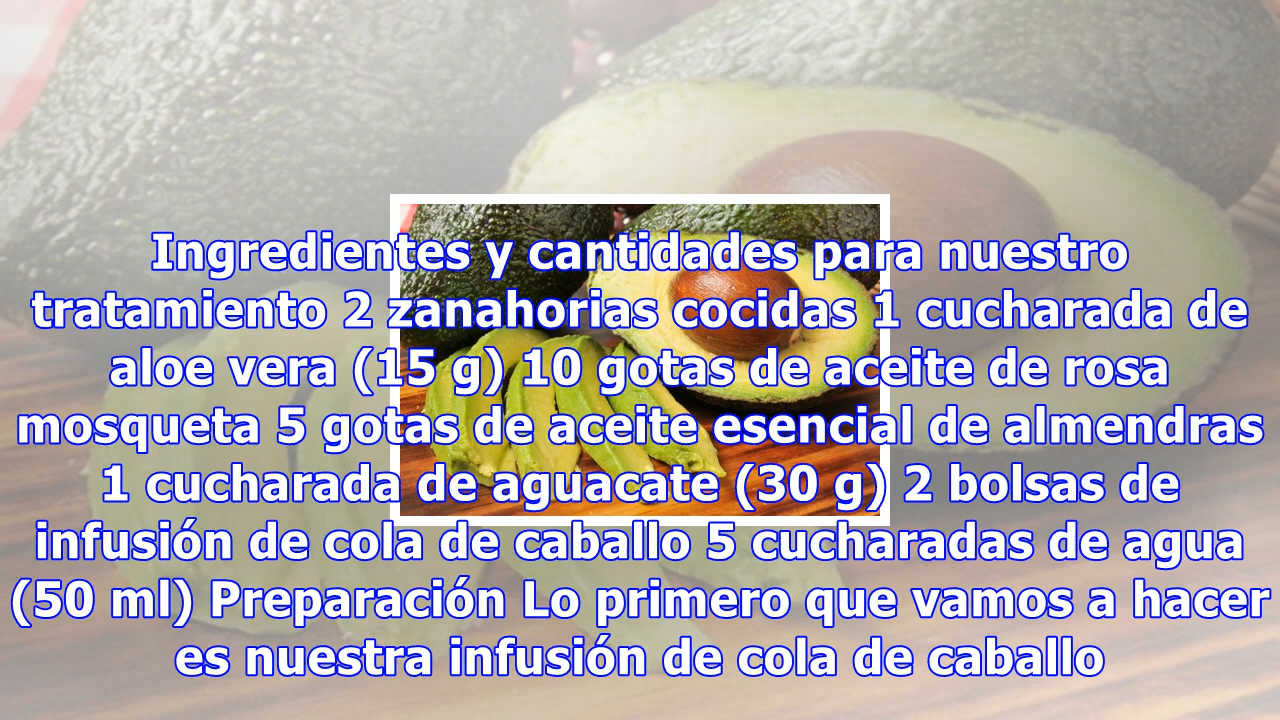 Ingredientes y cantidades para nuestro
tratamiento 2 zanahorias cocidas 1 cucharada de
aloe vera (15 g) 10 gotas de aceite de rosa
mosqueta 5 gotas de aceite esencial de almendras
1 cucharada de aguacate (30 g) 2 bolsas de
infusión de cola de caballo 5 cucharadas de agua
(50 ml) Preparación Lo primero que vamos a hacer
es nuestra infusión de cola de caballo